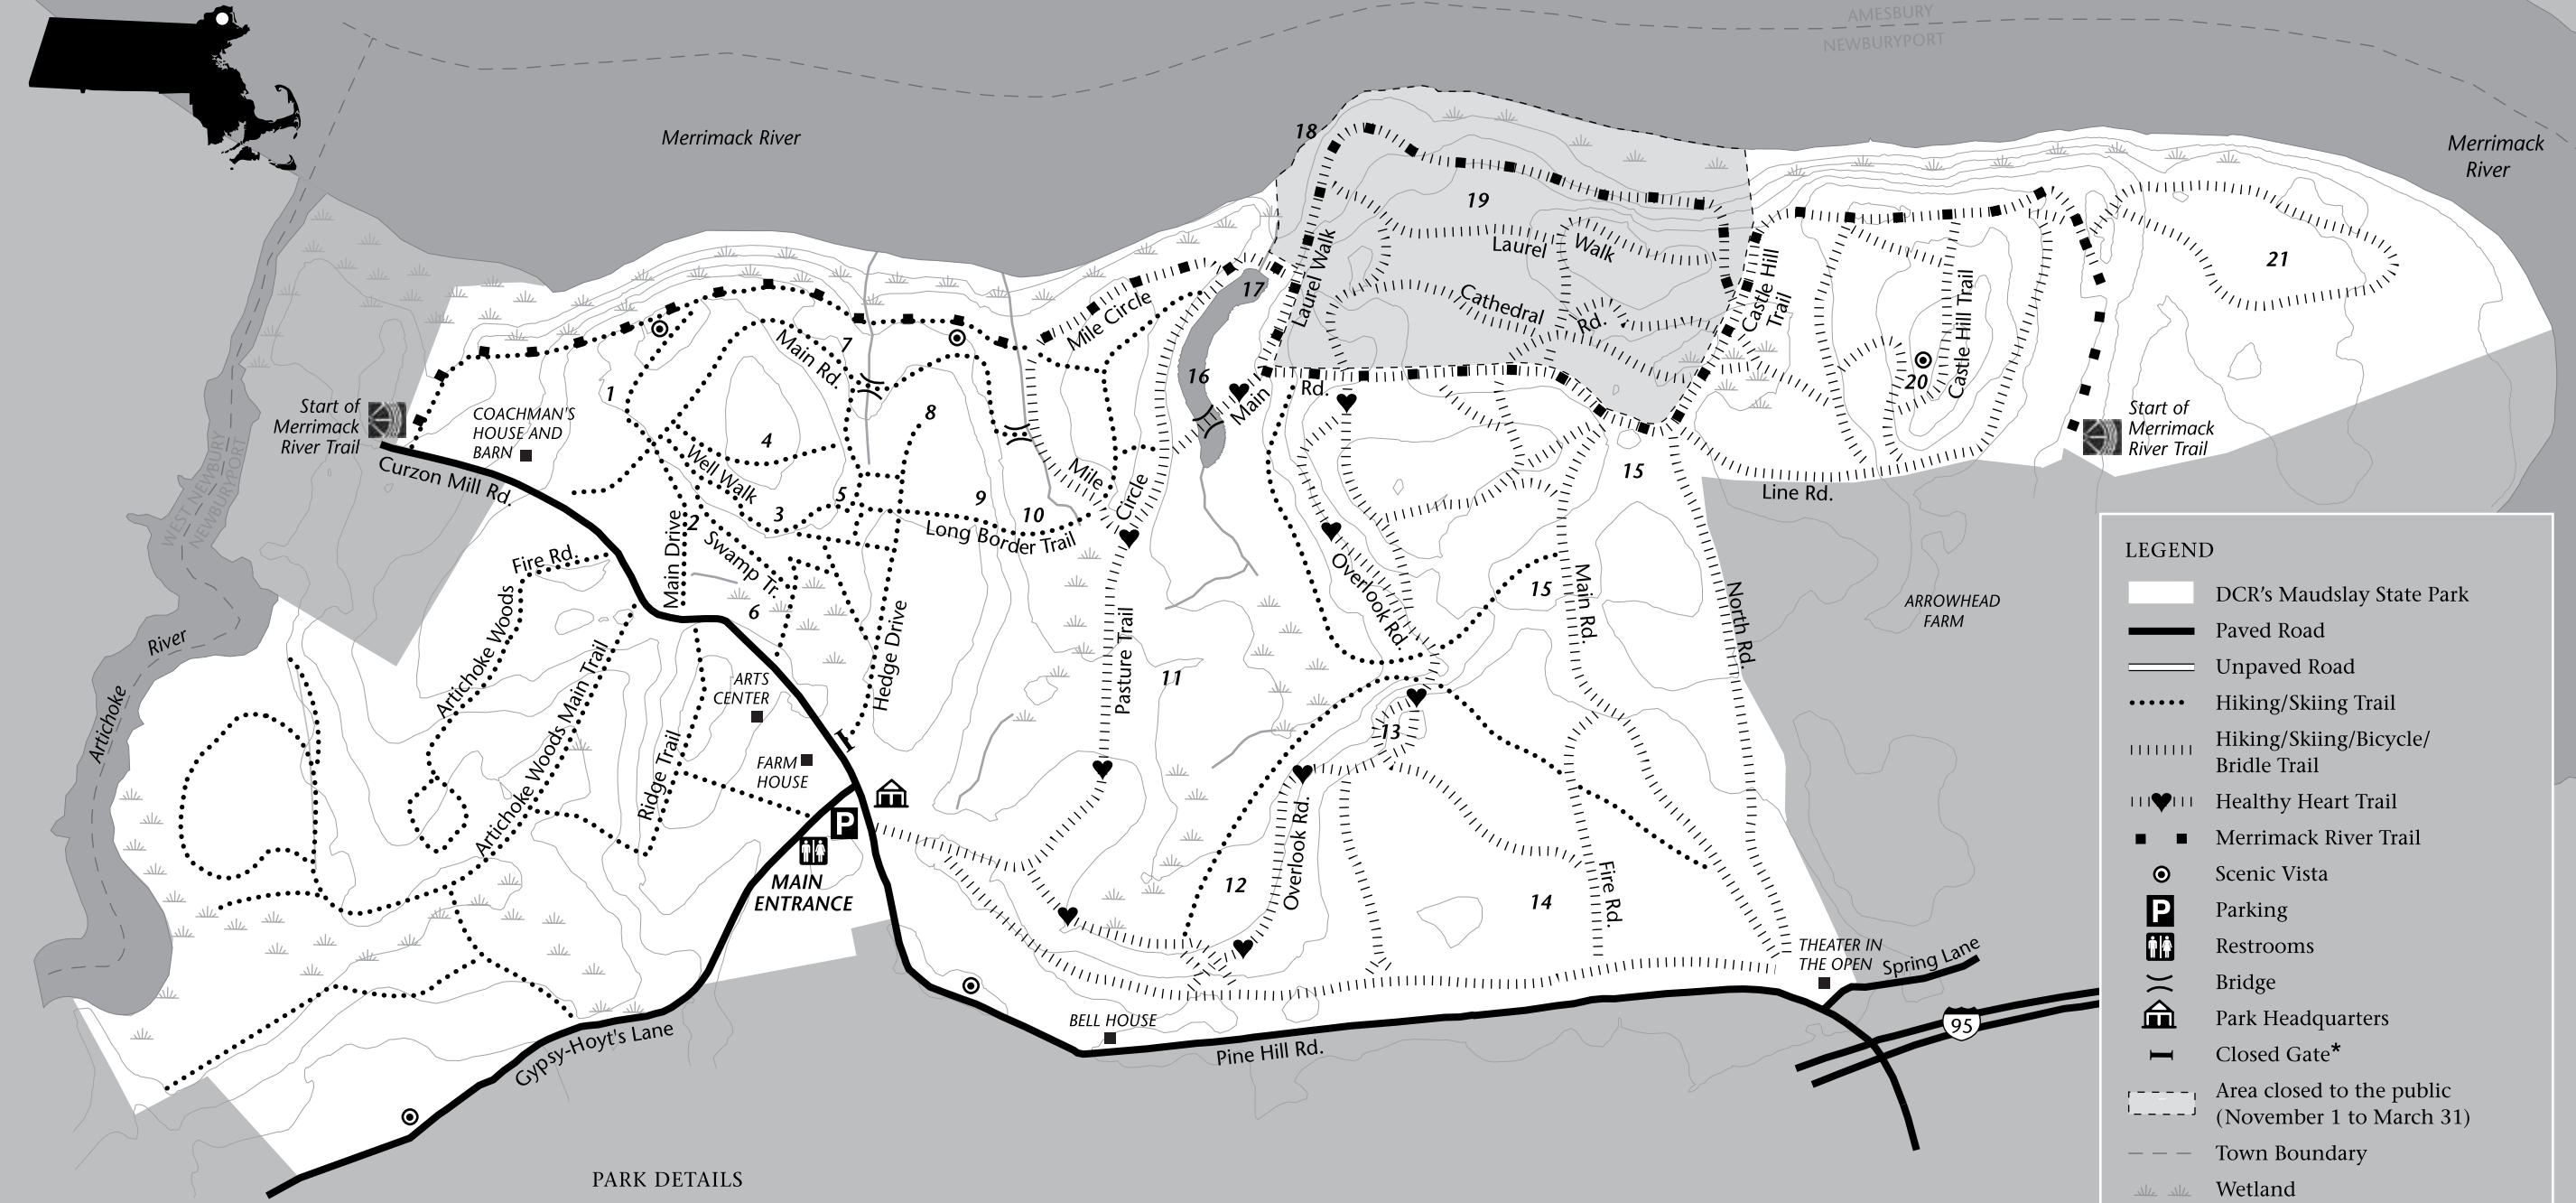 AMESBURY
NEWBURYPORT
Merrimack River
Merrimack
River
18
19
Laurel Walk
Laurel Walk
21
17
Castle Hill
Trail
Castle Hill Trail
Mile Circle
Main Rd.
7
Cathedral Rd.
16
Main Rd.
20
1
Start of
Merrimack
River Trail
COACHMAN'S
HOUSE AND
BARN
8
4
Start of
Merrimack
River Trail
WEST NEWBURY
NEWBURYPORT
Curzon Mill Rd.
Well Walk
Mile Circle
15
Line Rd.
5
9
10
3
2
Long Border Trail
Main Drive
Swamp Tr.
Fire Rd.
Overlook Rd.
15
Main Rd.
North Rd.
ARROWHEAD
FARM
6
Artichoke Woods
Hedge Drive
Pasture Trail
11
River
Artichoke
Artichoke Woods Main Trail
ARTS
CENTER
Ridge Trail
FARM
HOUSE
13
P
MAIN
ENTRANCE
12
Overlook Rd.
14
Fire Rd.
THEATER IN
THE OPEN
Spring Lane
95
BELL HOUSE
Pine Hill Rd.
Gypsy-Hoyt's Lane
PARK DETAILS
LEGEND
DCR's Maudslay State Park
Paved Road
Unpaved Road
Hiking/Skiing Trail
Hiking/Skiing/Bicycle/
Bridle Trail
Healthy Heart Trail
Merrimack River Trail
Scenic Vista
P Parking
Restrooms
Bridge
Park Headquarters
Closed Gate*
Area closed to the public
(November 1 to March 31)
Town Boundary
Wetland